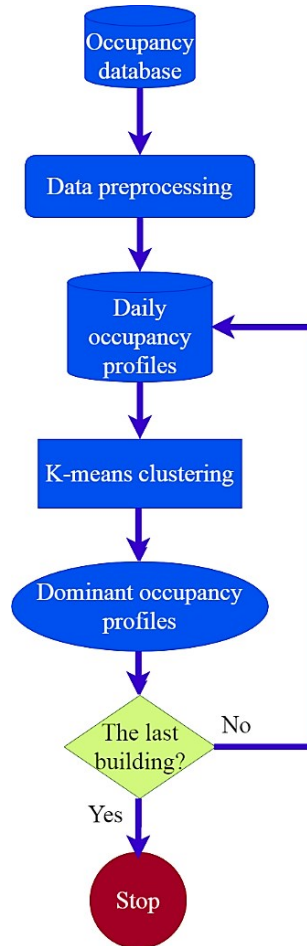 Occupancy
database
Data preprocessing
Daily
occupancy
profiles
K-means clustering
Dominant occupancy
profiles
The last
building?
No
Yes
Stop